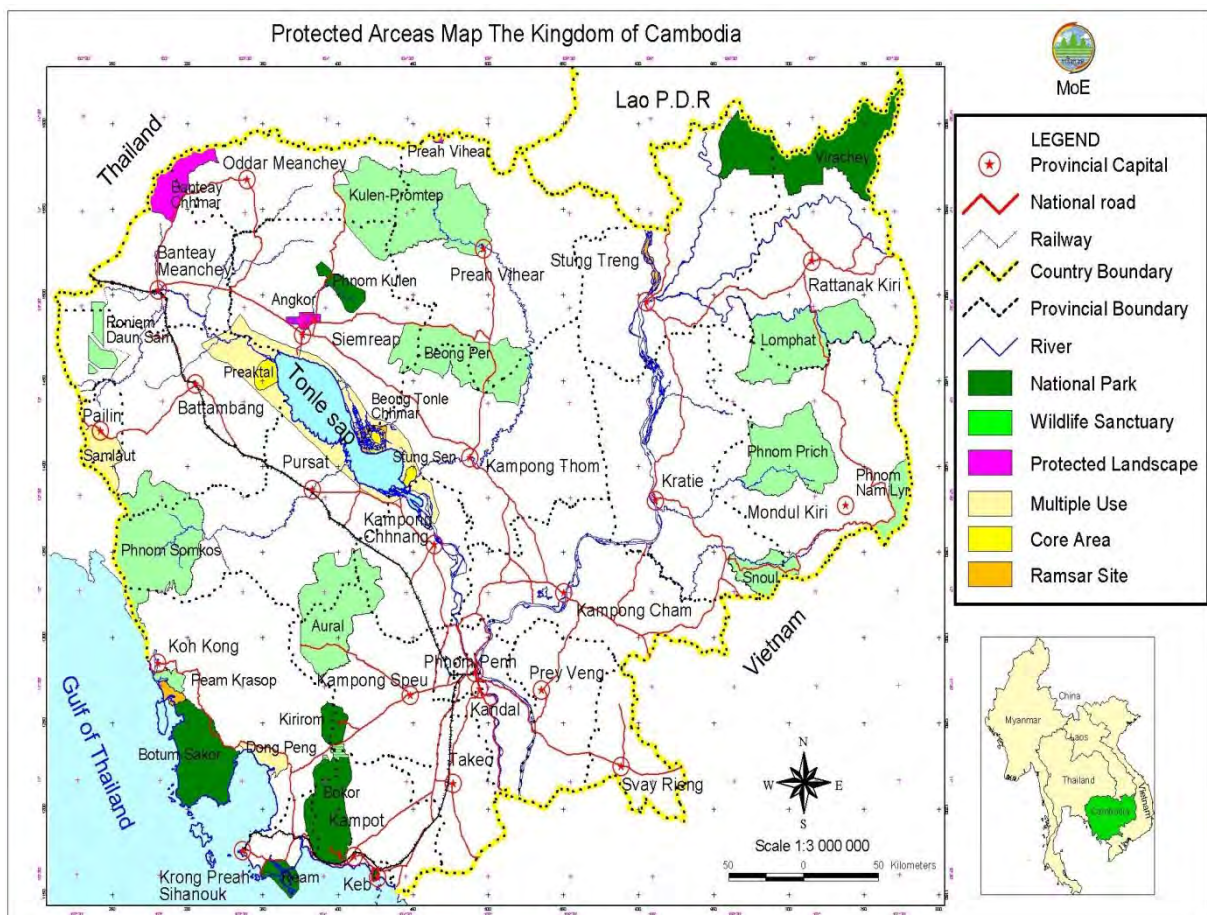 Protected Arceas Map The Kingdom of Cambodia
MoE
Lao P.D.R
Thailand
Oddar Meanchey
Preah Vihear
Virachey
Banteay
Chhmar
Kulen-Promtep
Banteay
Meanchey
Preah Vihear
Stung Treng
Phnom Kulen
Rattanak Kiri
Angkor
Roniem
Daun Sam
Siemreap
Beong Per
Lomphat
Preaktal
Tonle sap
Beong Tonle
Chhmar
Battambang
Pailin
Samlaut
Stung Sen
Pursat
Kampong Thom
Phnom Prich
Phnom
Nam Lyr
Kratie
Mondul Kiri
Kampong
Chhnang
Phnom Somkos
Snoul
Kampong Cham
Aural
Vietnam
Koh Kong
Phnom Penh
Peam Krasop
Kampong Speu
Prey Veng
Kandal
Gulf of Thailand
Kirirom
Botum Sakor
Dong Peng
Takeo
Svay Rieng
Bokor
Kampot
Krong Preah
Sihanouk
Ream
Keb
N
W
E
S
Scale 1:3 000 000
50
0
50
Kilometers
LEGEND
Provincial Capital
National road
Railway
Country Boundary
Provincial Boundary
River
National Park
Wildlife Sanctuary
Protected Landscape
Multiple Use
Core Area
Ramsar Site
China
Myanmar
Laos
Thailand
Vietnam
Cambodia